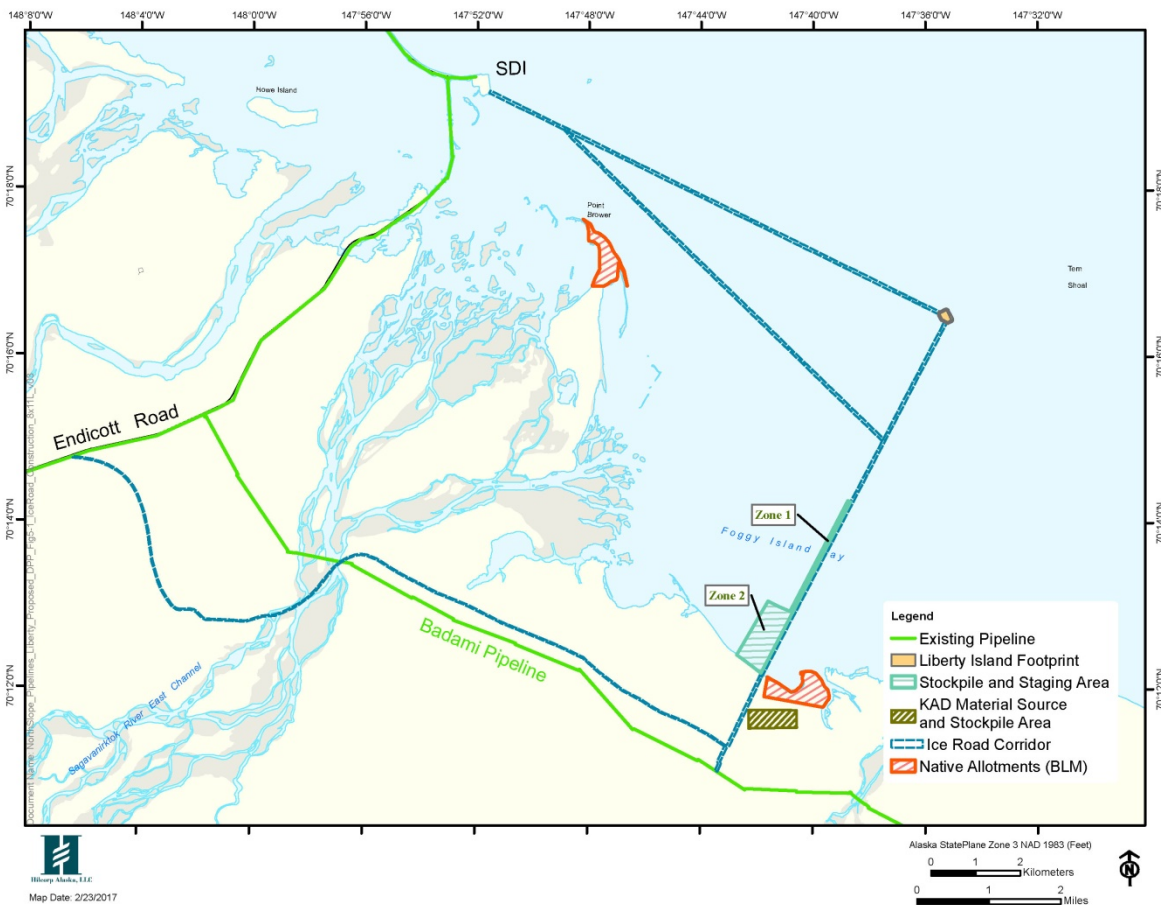 148°8'0"W
148°4'0"W
148°0'0"W
147°56'0"W
147°52'0"W
147°48'0"W
147°44'0"W
147°40'0"W
147°36'0"W
147°32'0"W
SDI
Howe Island
70°18'0"N
70°18'0"N
Point
Brower
Tern
Shoal
70°16'0"N
70°16'0"N
Endicott Road
70°14'0"N
70°14'0"N
Zone 1
Foggy Island Bay
Zone 2
Badami Pipeline
70°12'0"N
70°12'0"N
Sagavanirktok River East Channel
Legend
Existing Pipeline
Liberty Island Footprint
Stockpile and Staging Area
KAD Material Source
and Stockpile Area
Ice Road Corridor
Native Allotments (BLM)
Hilcorp Alaska, LLC
Map Date: 2/23/2017
Alaska StatePlane Zone 3 NAD 1983 (Feet)
0 1 2
Kilometers
0 1 2
Miles
N